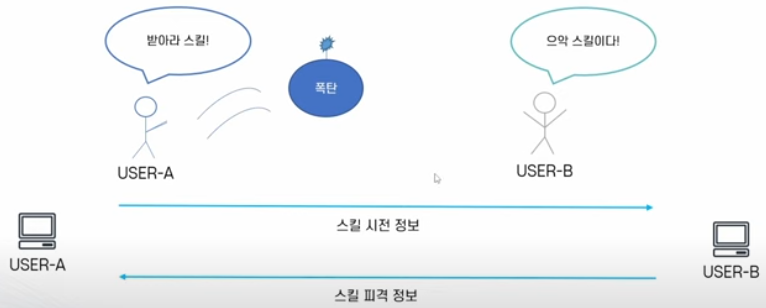 받아라 스킬!
으악 스킬이다!
폭탄
USER-A
USER-B
스킬 시전 정보
USER-A
USER-B
스킬 피격 정보